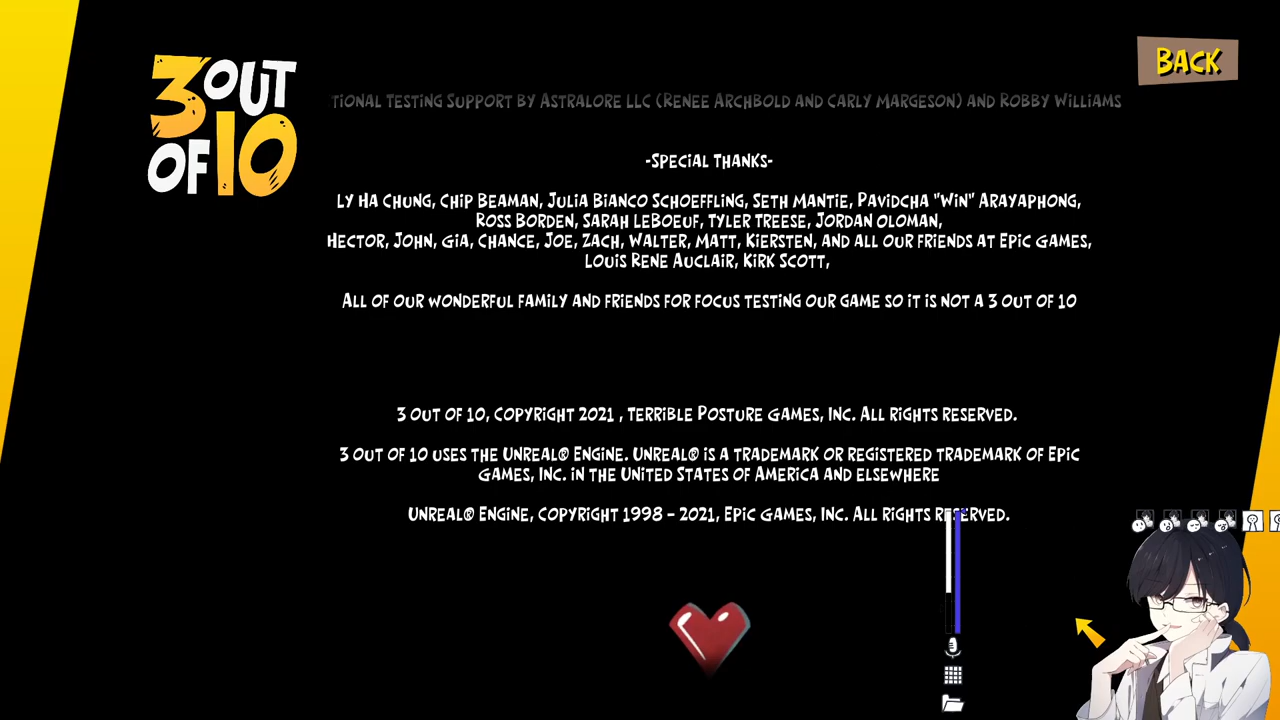 3 OUT
OF 10
BACK
TIONAL TESTING SUPPORT BY ASTRALORE LLC (RENEE ARCHBOLD AND CARLY MARGESON) AND ROBBY WILLIAMS
-SPECIAL THANKS-
LY HA CHUNG, CHIP BEAMAN, JULIA BIANCO SCHOEFFLING, SETH MANTIE, PAVIDCHA "WIN" ARAYAPHONG,
ROSS BORDEN, SARAH LEBOEUF, TYLER TREESE, JORDAN OLOMAN,
HECTOR, JOHN, GIA, CHANCE, JOE, ZACH, WALTER, MATT, KIERSTEN, AND ALL OUR FRIENDS AT EPIC GAMES,
LOUIS RENE AUCLAIR, KIRK SCOTT,
ALL OF OUR WONDERFUL FAMILY AND FRIENDS FOR FOCUS TESTING OUR GAME SO IT IS NOT A 3 OUT OF 10
3 OUT OF 10, COPYRIGHT 2021 , TERRIBLE POSTURE GAMES, INC. ALL RIGHTS RESERVED.
3 OUT OF 10 USES THE UNREAL® ENGINE. UNREAL® IS A TRADEMARK OR REGISTERED TRADEMARK OF EPIC
GAMES, INC. IN THE UNITED STATES OF AMERICA AND ELSEWHERE
UNREAL® ENGINE, COPYRIGHT 1998 - 2021, EPIC GAMES, INC. ALL RIGHTS RESERVED.